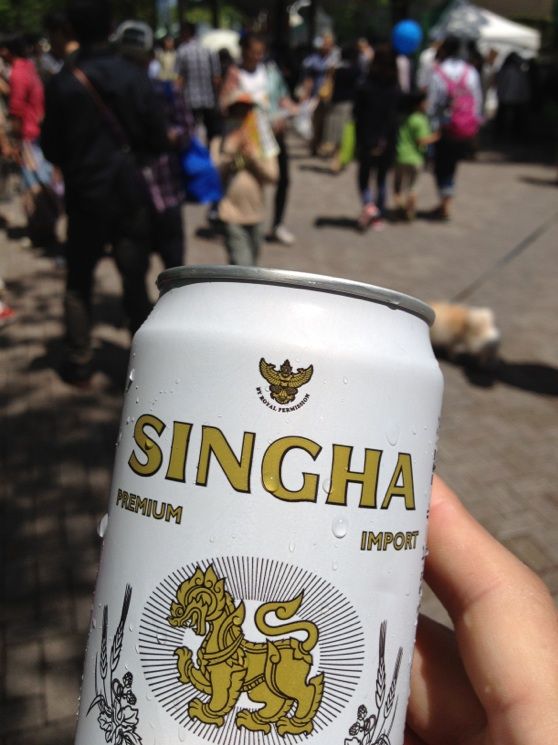 BY ROYAL PERMISSION
SINGHA
PREMIUM
IMPORT